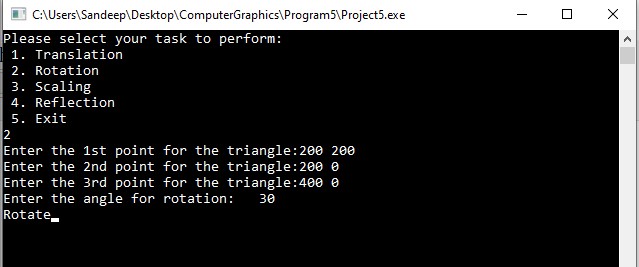 C:\Users\Sandeep\Desktop\ComputerGraphics\Program5\Project5.exe
Please select your task to perform:
1. Translation
2. Rotation
3. Scaling
4. Reflection
5. Exit
2
Enter the 1st point for the triangle:200 200
Enter the 2nd point for the triangle:200 0
Enter the 3rd point for the triangle:400 0
Enter the angle for rotation:   30
Rotate